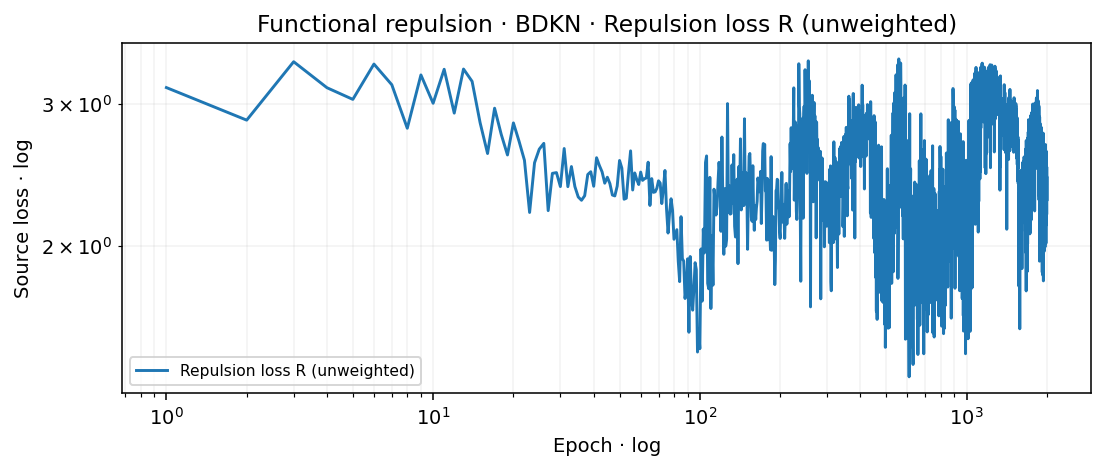 Functional repulsion · BDKN · Repulsion loss R (unweighted)
Source loss · log
3 × 10⁰
2 × 10⁰
Repulsion loss R (unweighted)
10⁰ 10¹ 10² 10³
Epoch · log